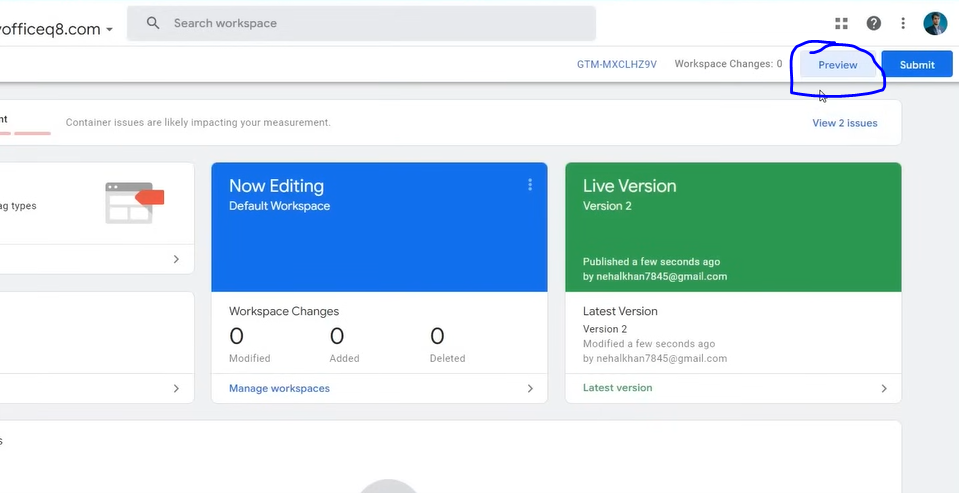 officeq8.com
Search workspace
GTM-MXCLHZ9V
Workspace Changes: 0
Preview
Submit
nt
Container issues are likely impacting your measurement.
View 2 issues
ag types
Now Editing
Default Workspace
Workspace Changes
0 0 0
Modified Added Deleted
Manage workspaces
Live Version
Version 2
Published a few seconds ago
by nehalkhan7845@gmail.com
Latest Version
Version 2
Modified a few seconds ago
by nehalkhan7845@gmail.com
Latest version
s